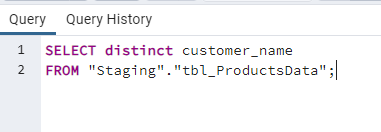 Query Query History
1 SELECT distinct customer_name
2 FROM "Staging"."tbl_ProductsData";